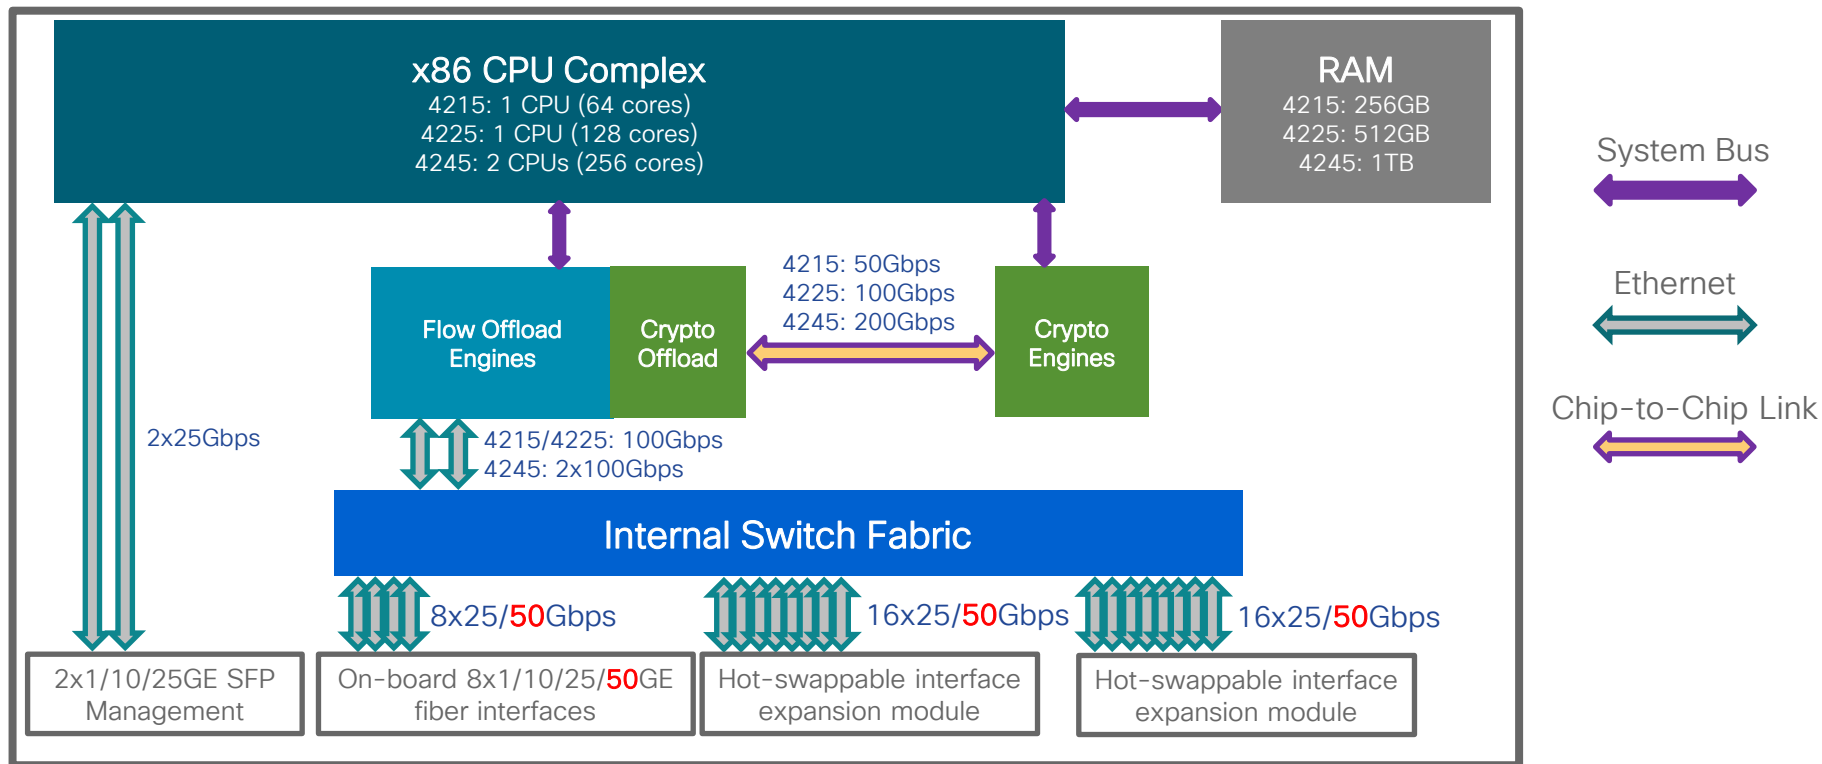 x86 CPU Complex
4215: 1 CPU (64 cores)
4225: 1 CPU (128 cores)
4245: 2 CPUs (256 cores)
RAM
4215: 256GB
4225: 512GB
4245: 1TB
System Bus
Ethernet
Chip-to-Chip Link
Flow Offload
Engines
Crypto
Offload
4215: 50Gbps
4225: 100Gbps
4245: 200Gbps
Crypto
Engines
2x25Gbps
4215/4225: 100Gbps
4245: 2x100Gbps
Internal Switch Fabric
8x25/50Gbps
16x25/50Gbps
16x25/50Gbps
2x1/10/25GE SFP
Management
On-board 8x1/10/25/50GE
fiber interfaces
Hot-swappable interface
expansion module
Hot-swappable interface
expansion module